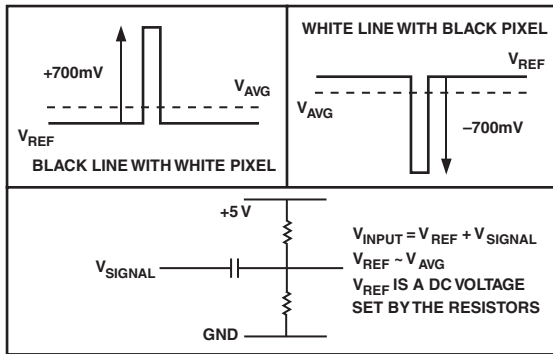 +700mV
VAVG
VREF
BLACK LINE WITH WHITE PIXEL
WHITE LINE WITH BLACK PIXEL
VREF
VAVG
–700mV
+5 V
VSIGNAL
GND
VINPUT = VREF + VSIGNAL
VREF ~ VAVG
VREF IS A DC VOLTAGE
SET BY THE RESISTORS